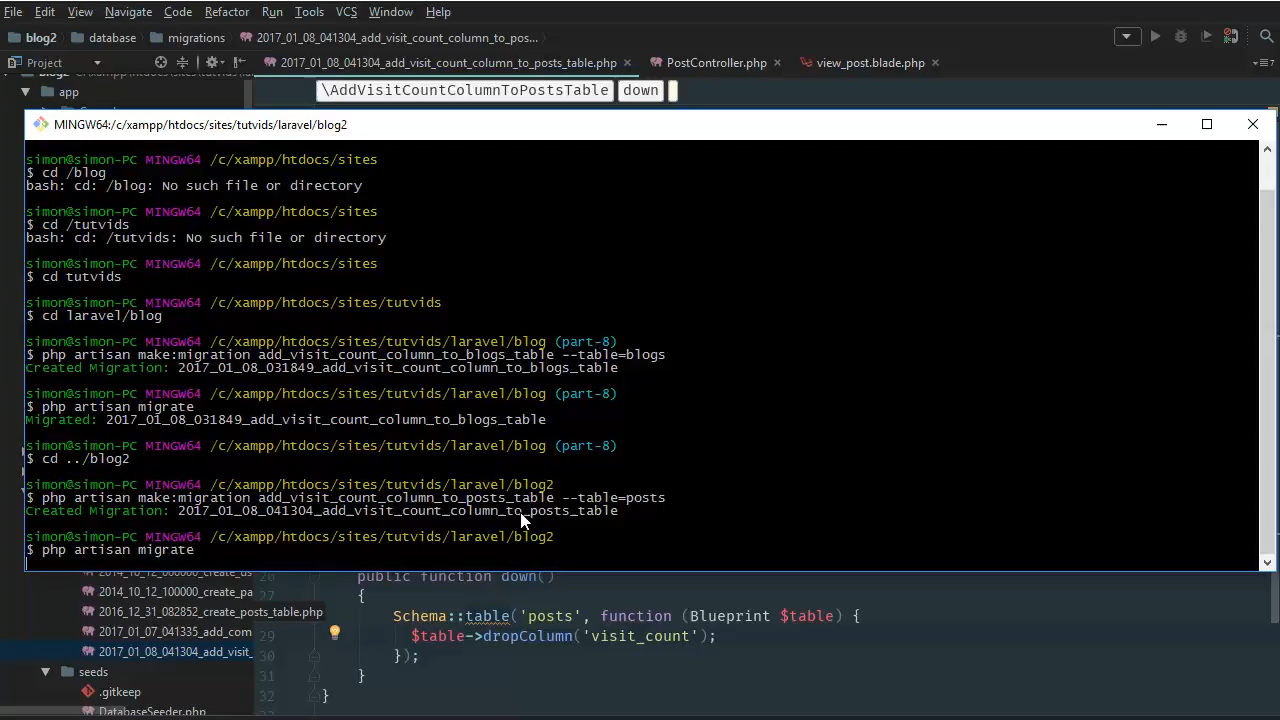 File Edit View Navigate Code Refactor Run Tools VCS Window Help
blog2 database migrations 2017_01_08_041304_add_visit_count_column_to_pos...
Project 2017_01_08_041304_add_visit_count_column_to_posts_table.php PostController.php view_post.blade.php
app
\AddVisitCountColumnToPostsTable down
MINGW64:/c/xampp/htdocs/sites/tutvids/laravel/blog2
simon@simon-PC MINGW64 /c/xampp/htdocs/sites
$ cd /blog
bash: cd: /blog: No such file or directory
simon@simon-PC MINGW64 /c/xampp/htdocs/sites
$ cd /tutvids
bash: cd: /tutvids: No such file or directory
simon@simon-PC MINGW64 /c/xampp/htdocs/sites
$ cd tutvids
simon@simon-PC MINGW64 /c/xampp/htdocs/sites/tutvids
$ cd laravel/blog
simon@simon-PC MINGW64 /c/xampp/htdocs/sites/tutvids/laravel/blog (part-8)
$ php artisan make:migration add_visit_count_column_to_blogs_table --table=blogs
Created Migration: 2017_01_08_031849_add_visit_count_column_to_blogs_table
simon@simon-PC MINGW64 /c/xampp/htdocs/sites/tutvids/laravel/blog (part-8)
$ php artisan migrate
Migrated: 2017_01_08_031849_add_visit_count_column_to_blogs_table
simon@simon-PC MINGW64 /c/xampp/htdocs/sites/tutvids/laravel/blog (part-8)
$ cd ../blog2
simon@simon-PC MINGW64 /c/xampp/htdocs/sites/tutvids/laravel/blog2
$ php artisan make:migration add_visit_count_column_to_posts_table --table=posts
Created Migration: 2017_01_08_041304_add_visit_count_column_to_posts_table
simon@simon-PC MINGW64 /c/xampp/htdocs/sites/tutvids/laravel/blog2
$ php artisan migrate
2014_10_12_000000_create_us
26 public function down()
2014_10_12_100000_create_pa
27 {
2016_12_31_082852_create_posts_table.php
28 Schema::table('posts', function (Blueprint $table) {
2017_01_07_041335_add_com
29 $table->dropColumn('visit_count');
2017_01_08_041304_add_visit_
30 });
seeds
31 }
.gitkeep
32 }
DatabaseSeeder.php